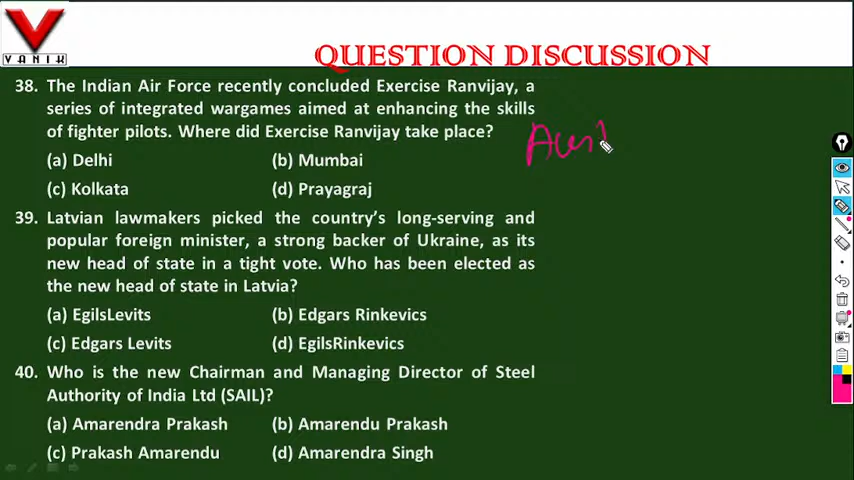 VANIK
QUESTION DISCUSSION
38. The Indian Air Force recently concluded Exercise Ranvijay, a
series of integrated wargames aimed at enhancing the skills
of fighter pilots. Where did Exercise Ranvijay take place?
(a) Delhi (b) Mumbai
(c) Kolkata (d) Prayagraj
39. Latvian lawmakers picked the country's long-serving and
popular foreign minister, a strong backer of Ukraine, as its
new head of state in a tight vote. Who has been elected as
the new head of state in Latvia?
(a) EgilsLevits (b) Edgars Rinkevics
(c) Edgars Levits (d) EgilsRinkevics
40. Who is the new Chairman and Managing Director of Steel
Authority of India Ltd (SAIL)?
(a) Amarendra Prakash (b) Amarendu Prakash
(c) Prakash Amarendu (d) Amarendra Singh